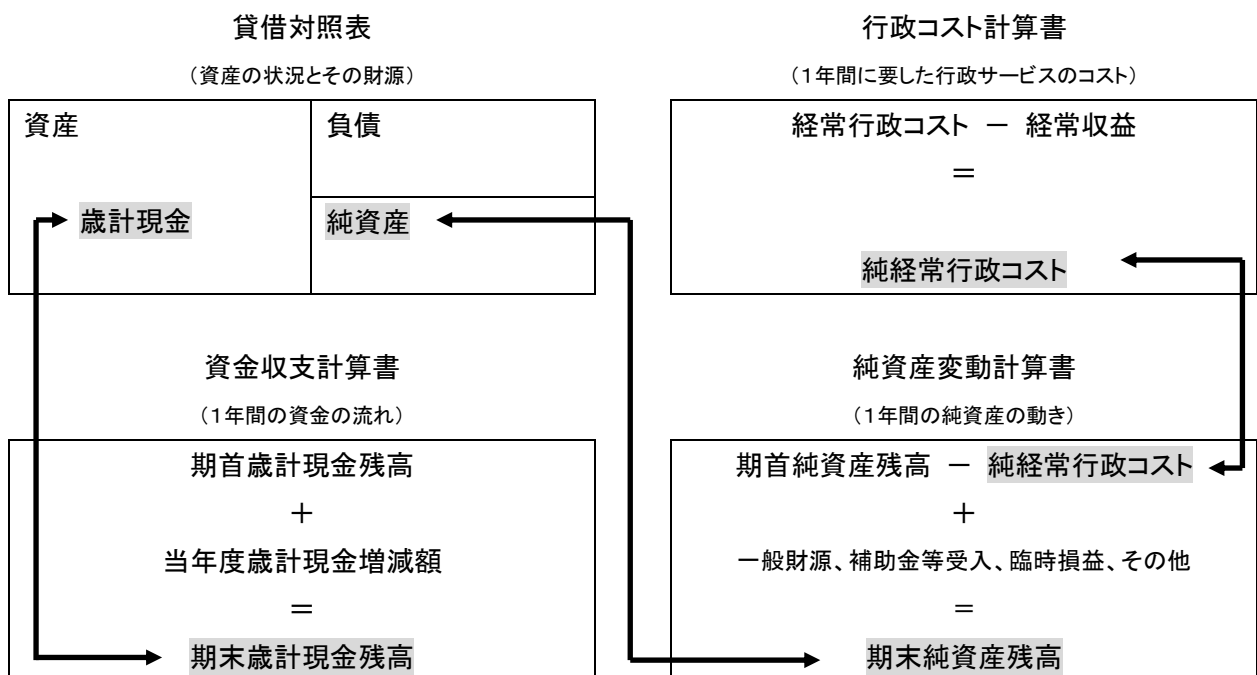 貸借対照表
（資産の状況とその財源）
資産
負債
歳計現金
純資産
行政コスト計算書
（１年間に要した行政サービスのコスト）
経常行政コスト － 経常収益
＝
純経常行政コスト
資金収支計算書
（１年間の資金の流れ）
期首歳計現金残高
＋
当年度歳計現金増減額
＝
期末歳計現金残高
純資産変動計算書
（１年間の純資産の動き）
期首純資産残高 － 純経常行政コスト
＋
一般財源、補助金等受入、臨時損益、その他
＝
期末純資産残高